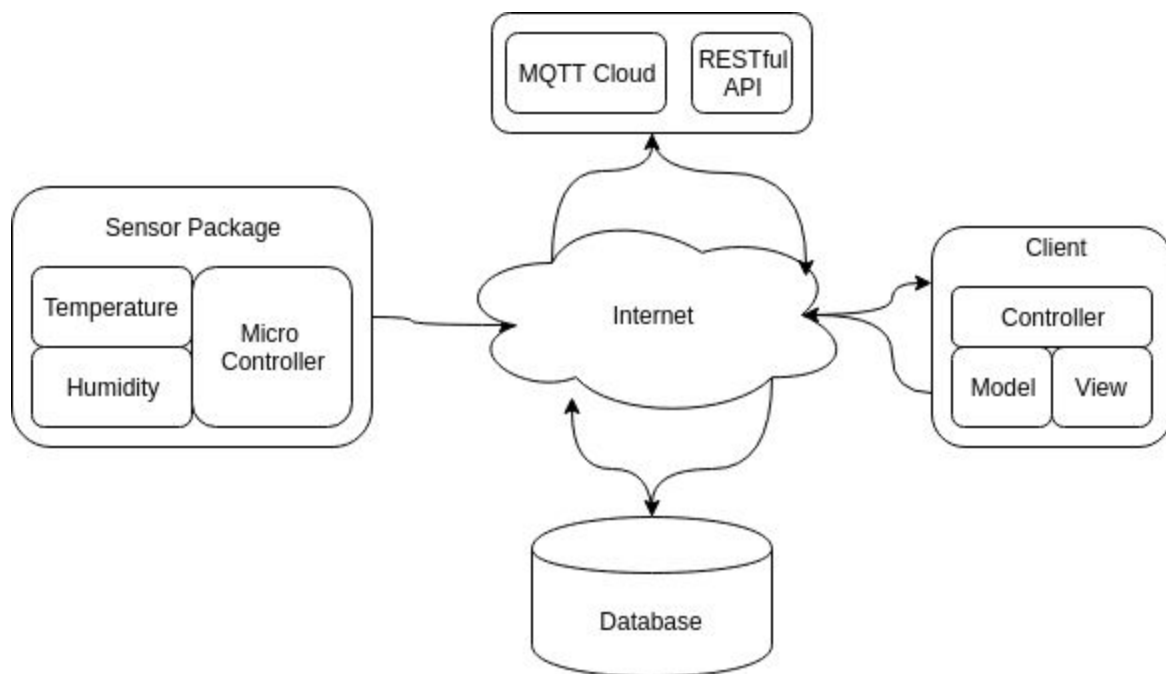 MQTT Cloud
RESTful
API
Sensor Package
Temperature
Humidity
Micro
Controller
Internet
Client
Controller
Model
View
Database